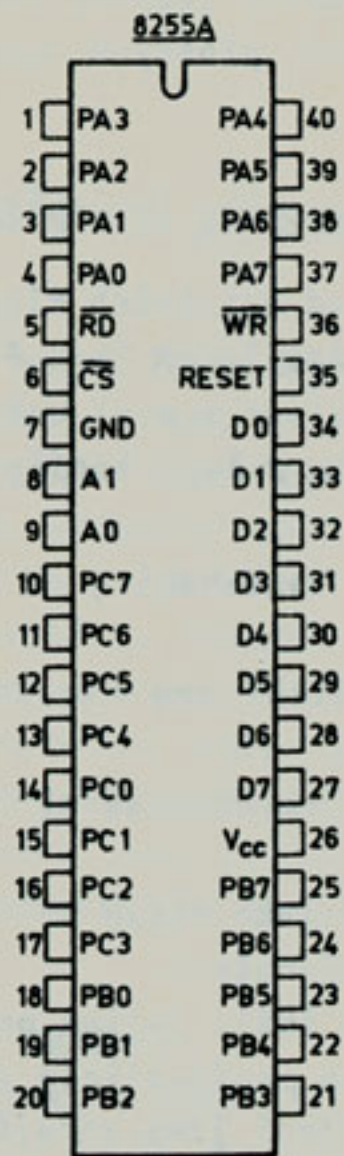 8255A
1 PA3 PA4 40
2 PA2 PA5 39
3 PA1 PA6 38
4 PA0 PA7 37
5 R̅D̅ W̅R̅ 36
6 C̅S̅ RESET 35
7 GND D0 34
8 A1 D1 33
9 A0 D2 32
10 PC7 D3 31
11 PC6 D4 30
12 PC5 D5 29
13 PC4 D6 28
14 PC0 D7 27
15 PC1 Vcc 26
16 PC2 PB7 25
17 PC3 PB6 24
18 PB0 PB5 23
19 PB1 PB4 22
20 PB2 PB3 21